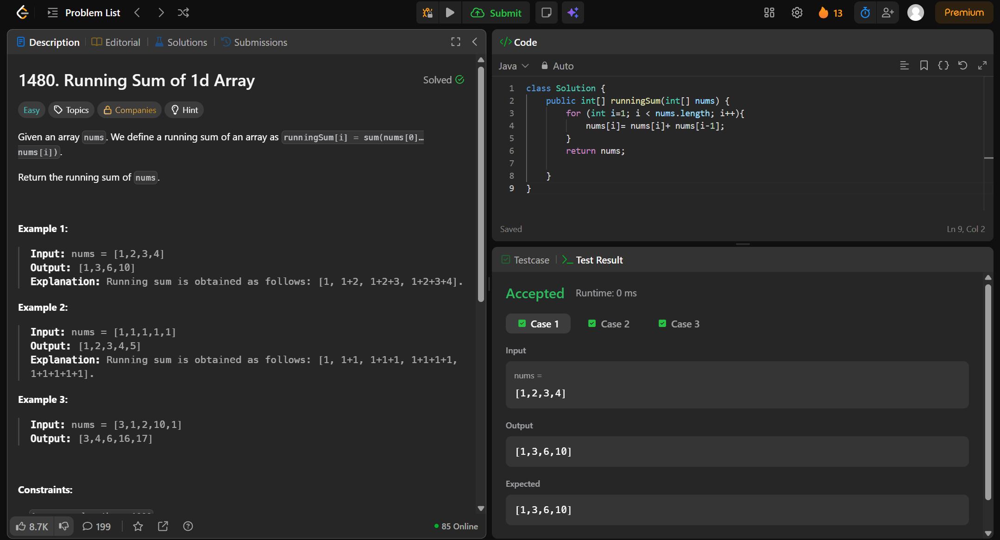 Problem List
Submit
13
Premium
Description
Editorial
Solutions
Submissions
1480. Running Sum of 1d Array
Solved
Easy
Topics
Companies
Hint
Given an array nums. We define a running sum of an array as runningSum[i] = sum(nums[0]…
nums[i]).
Return the running sum of nums.
Example 1:
Input: nums = [1,2,3,4]
Output: [1,3,6,10]
Explanation: Running sum is obtained as follows: [1, 1+2, 1+2+3, 1+2+3+4].
Example 2:
Input: nums = [1,1,1,1,1]
Output: [1,2,3,4,5]
Explanation: Running sum is obtained as follows: [1, 1+1, 1+1+1, 1+1+1+1,
1+1+1+1+1].
Example 3:
Input: nums = [3,1,2,10,1]
Output: [3,4,6,16,17]
Constraints:
8.7K
199
85 Online
</> Code
Java
Auto
1 class Solution {
2 public int[] runningSum(int[] nums) {
3 for (int i=1; i < nums.length; i++){
4 nums[i]= nums[i]+ nums[i-1];
5 }
6 return nums;
7
8 }
9 }
Saved
Ln 9, Col 2
Testcase
Test Result
Accepted
Runtime: 0 ms
Case 1
Case 2
Case 3
Input
nums =
[1,2,3,4]
Output
[1,3,6,10]
Expected
[1,3,6,10]